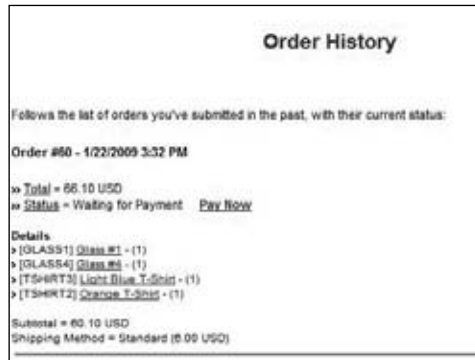 Order History
Follows the list of orders you've submitted in the past, with their current status:
Order #60 - 1/22/2009 3:32 PM
» Total = 66.10 USD
» Status = Waiting for Payment Pay Now
Details
› [GLASS1] Glass #1 - (1)
› [GLASS4] Glass #4 - (1)
› [TSHIRT3] Light Blue T-Shirt - (1)
› [TSHIRT2] Orange T-Shirt - (1)
Subtotal = 60.10 USD
Shipping Method = Standard (6.00 USD)